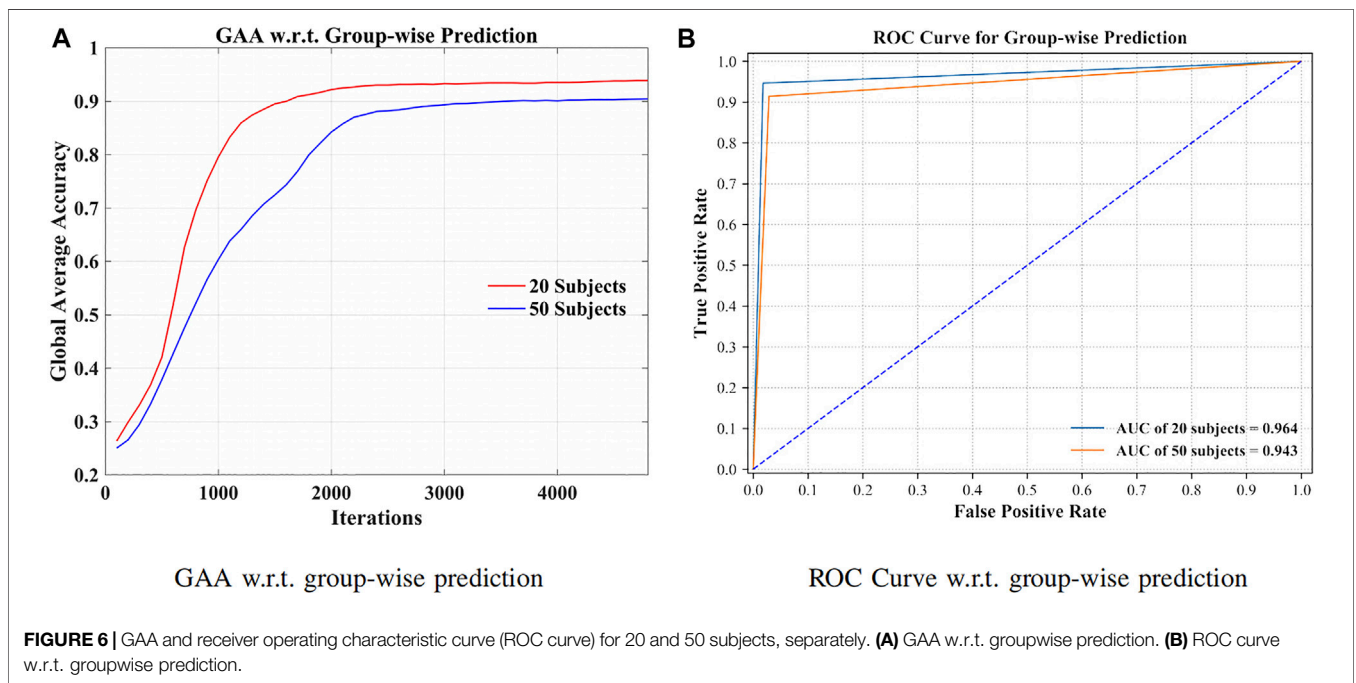 A
GAA w.r.t. Group-wise Prediction
1
0.9
0.8
0.7
0.6
0.5
0.4
0.3
0.2
Global Average Accuracy
20 Subjects
50 Subjects
0 1000 2000 3000 4000
Iterations
GAA w.r.t. group-wise prediction
B
ROC Curve for Group-wise Prediction
1.0
0.9
0.8
0.7
0.6
0.5
0.4
0.3
0.2
0.1
0.0
True Positive Rate
AUC of 20 subjects = 0.964
AUC of 50 subjects = 0.943
0.0 0.1 0.2 0.3 0.4 0.5 0.6 0.7 0.8 0.9 1.0
False Positive Rate
ROC Curve w.r.t. group-wise prediction
FIGURE 6 | GAA and receiver operating characteristic curve (ROC curve) for 20 and 50 subjects, separately. (A) GAA w.r.t. groupwise prediction. (B) ROC curve
w.r.t. groupwise prediction.